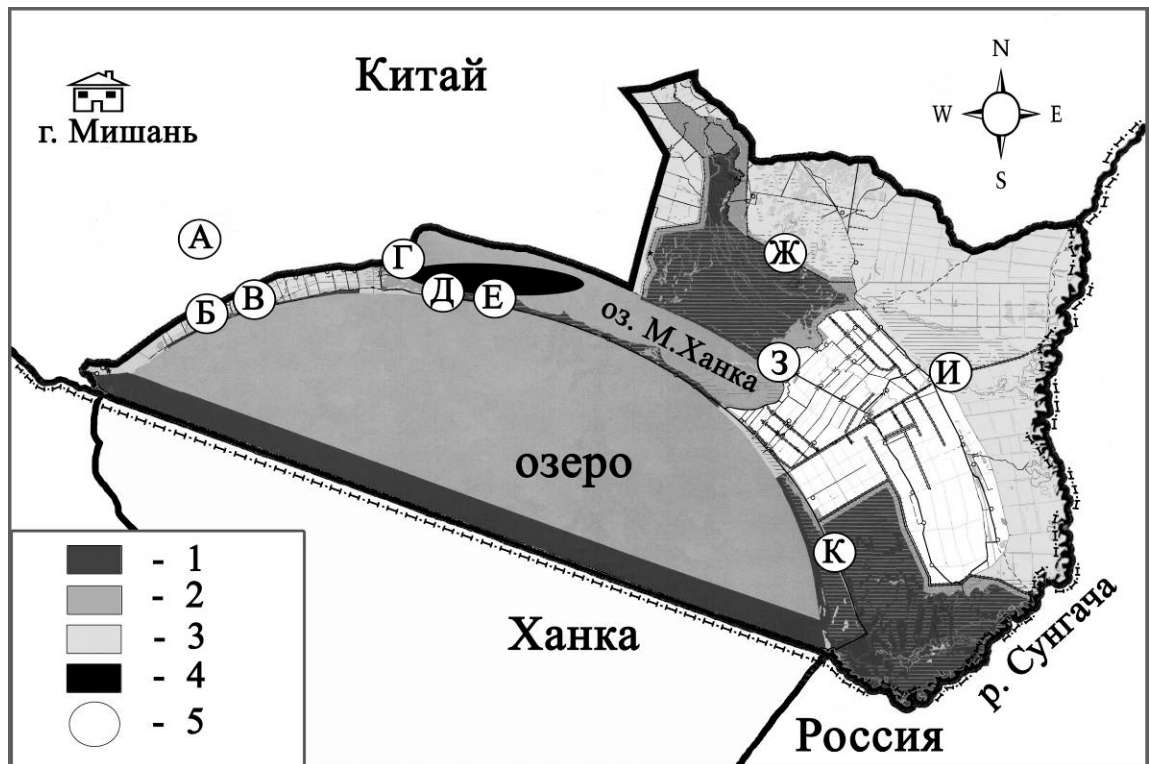 Китай
N
W
E
S
г. Мишань
А
Г
Б
В
Д
Е
Ж
оз. М.Ханка
З
И
озеро
К
- 1
- 2
- 3
- 4
- 5
Ханка
р. Сунгача
Россия